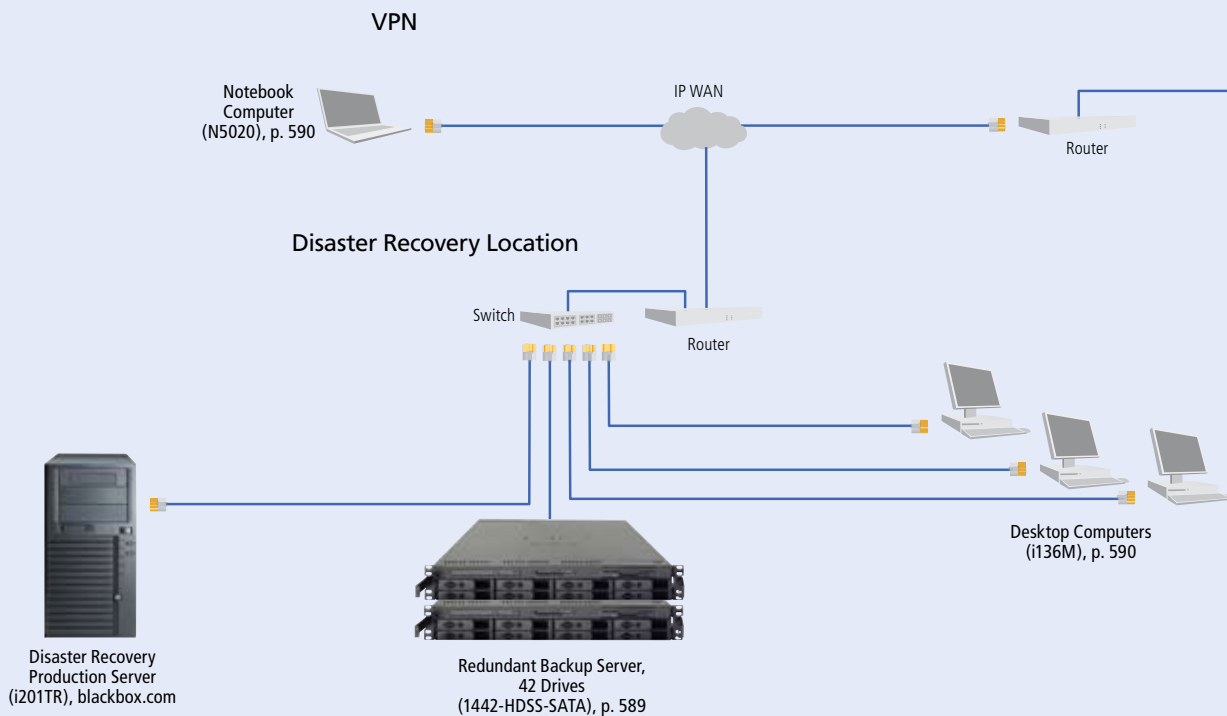 VPN
Notebook
Computer
(N5020), p. 590
IP WAN
Router
Disaster Recovery Location
Switch
Router
Desktop Computers
(i136M), p. 590
Disaster Recovery
Production Server
(i201TR), blackbox.com
Redundant Backup Server,
42 Drives
(1442-HDSS-SATA), p. 589